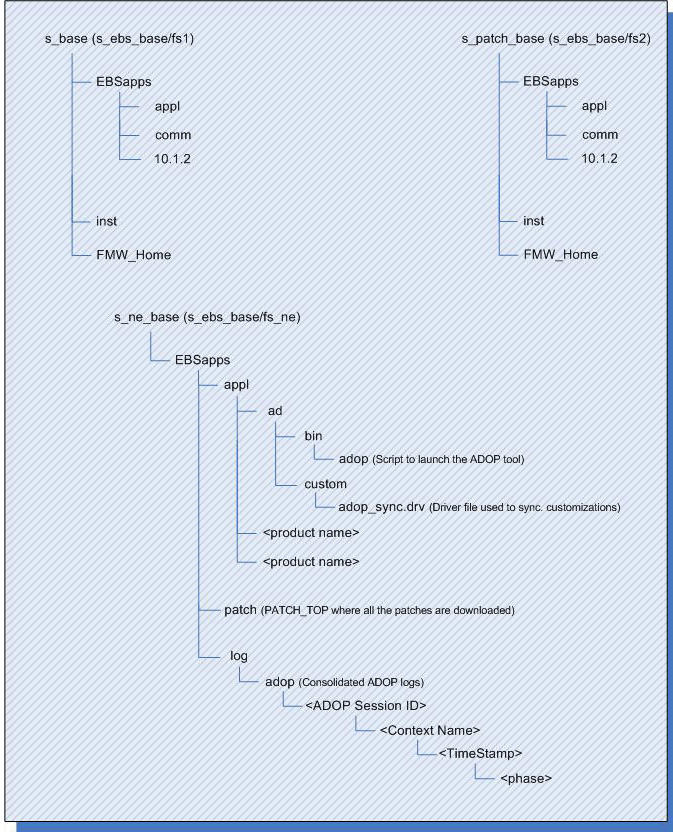 s_base (s_ebs_base/fs1)
EBSapps
appl
comm
10.1.2
inst
FMW_Home
s_patch_base (s_ebs_base/fs2)
EBSapps
appl
comm
10.1.2
inst
FMW_Home
s_ne_base (s_ebs_base/fs_ne)
EBSapps
appl
ad
bin
adop (Script to launch the ADOP tool)
custom
adop_sync.drv (Driver file used to sync. customizations)
<product name>
<product name>
patch (PATCH_TOP where all the patches are downloaded)
log
adop (Consolidated ADOP logs)
<ADOP Session ID>
<Context Name>
<TimeStamp>
<phase>